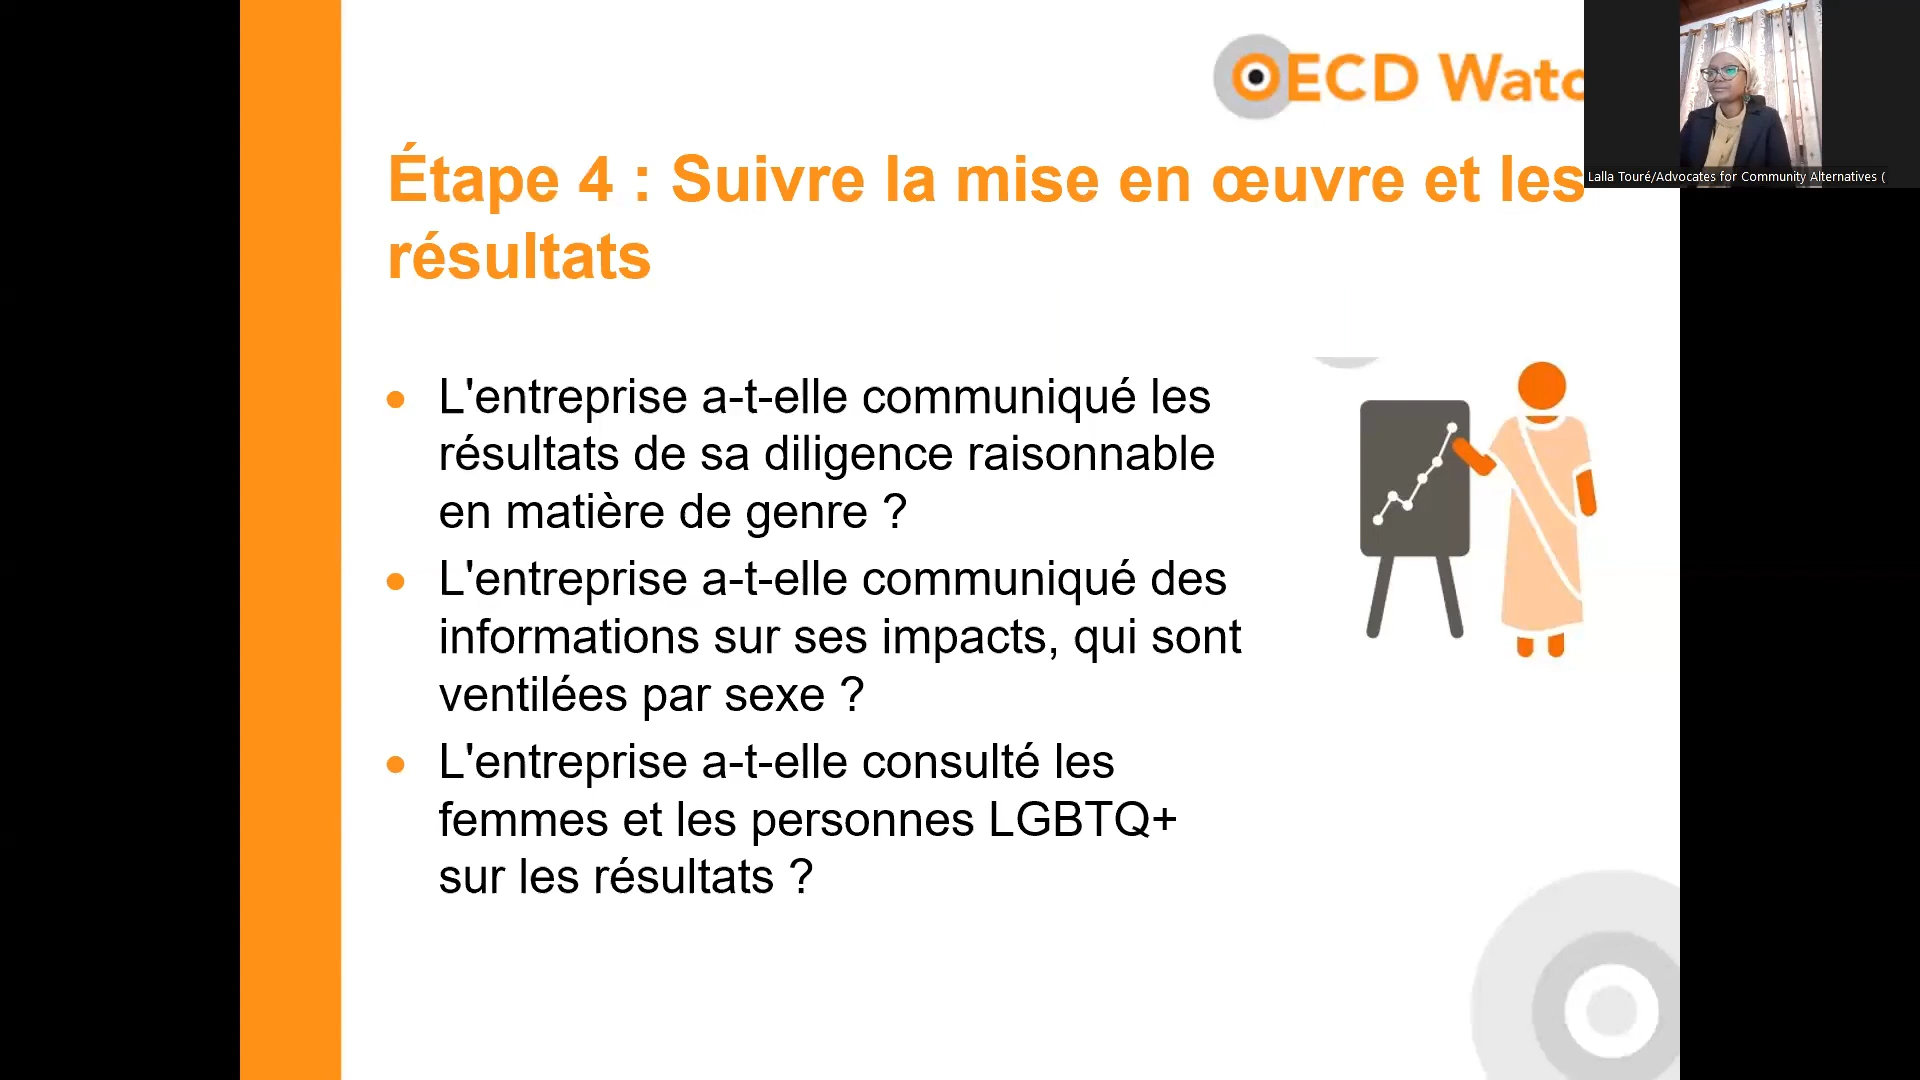 OECD Watc
Lalla Touré/Advocates for Community Alternatives (
Étape 4 : Suivre la mise en œuvre et les
résultats
L'entreprise a-t-elle communiqué les
résultats de sa diligence raisonnable
en matière de genre ?
L'entreprise a-t-elle communiqué des
informations sur ses impacts, qui sont
ventilées par sexe ?
L'entreprise a-t-elle consulté les
femmes et les personnes LGBTQ+
sur les résultats ?